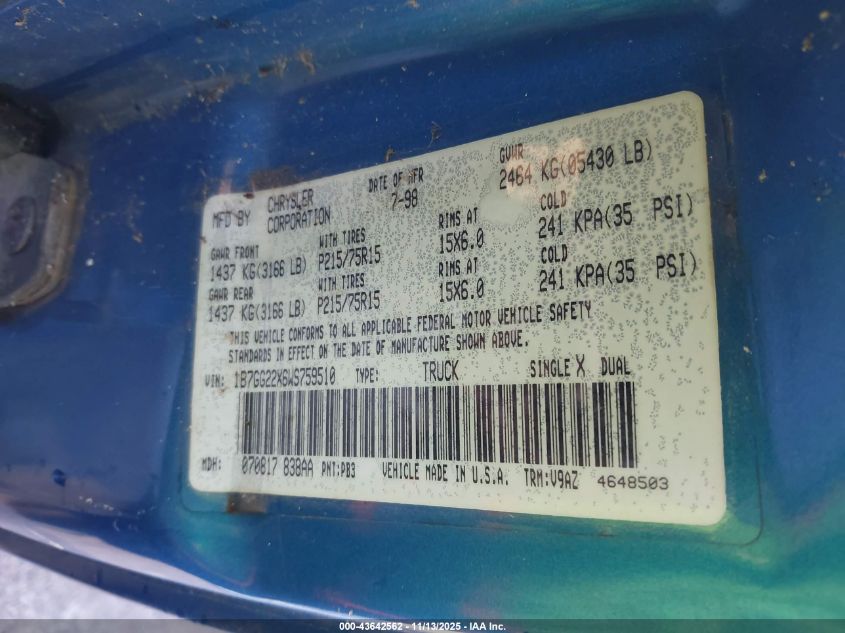 MFD BY CHRYSLER CORPORATION DATE OF MFR 7-98 GVWR 2464 KG(05430 LB)
GAWR FRONT WITH TIRES RIMS AT COLD
1437 KG(3166 LB) P215/75R15 15X6.0 241 KPA(35 PSI)
GAWR REAR WITH TIRES RIMS AT COLD
1437 KG(3166 LB) P215/75R15 15X6.0 241 KPA(35 PSI)
THIS VEHICLE CONFORMS TO ALL APPLICABLE FEDERAL MOTOR VEHICLE SAFETY
STANDARDS IN EFFECT ON THE DATE OF MANUFACTURE SHOWN ABOVE.
VIN: 1B7GG22X6WS759510 TYPE: TRUCK SINGLE X DUAL
MDH: 070817 838AA PNT:PB3 VEHICLE MADE IN U.S.A. TRM:V9AZ 4648503
000-43642562 - 11/13/2025 - IAA Inc.